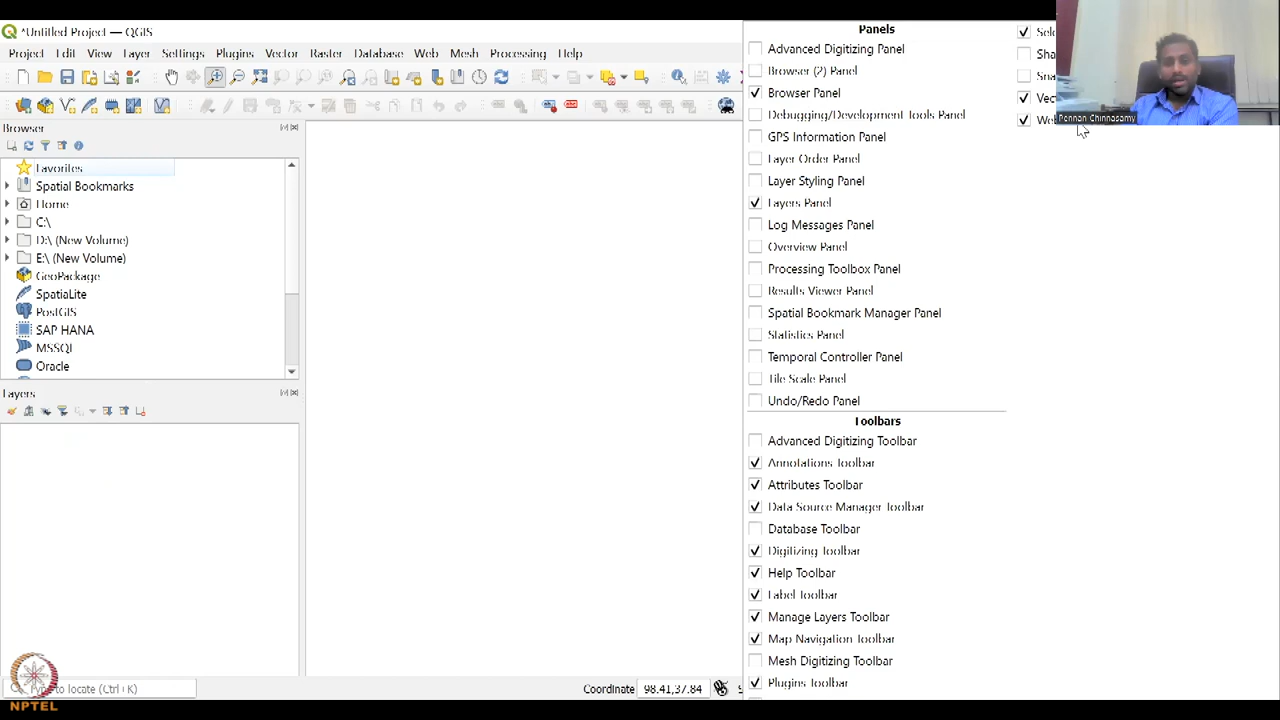 *Untitled Project — QGIS
Project Edit View Layer Settings Plugins Vector Raster Database Web Mesh Processing Help
Browser
Favorites
Spatial Bookmarks
Home
C:\
D:\ (New Volume)
E:\ (New Volume)
GeoPackage
SpatiaLite
PostGIS
SAP HANA
MSSQL
Oracle
Layers
to locate (Ctrl+K)
NPTEL
Coordinate 98.41,37.84
Panels
Advanced Digitizing Panel
Browser (2) Panel
Browser Panel
Debugging/Development Tools Panel
GPS Information Panel
Layer Order Panel
Layer Styling Panel
Layers Panel
Log Messages Panel
Overview Panel
Processing Toolbox Panel
Results Viewer Panel
Spatial Bookmark Manager Panel
Statistics Panel
Temporal Controller Panel
Tile Scale Panel
Undo/Redo Panel
Toolbars
Advanced Digitizing Toolbar
Annotations Toolbar
Attributes Toolbar
Data Source Manager Toolbar
Database Toolbar
Digitizing Toolbar
Help Toolbar
Label Toolbar
Manage Layers Toolbar
Map Navigation Toolbar
Mesh Digitizing Toolbar
Plugins Toolbar
Pennan Chinnasamy